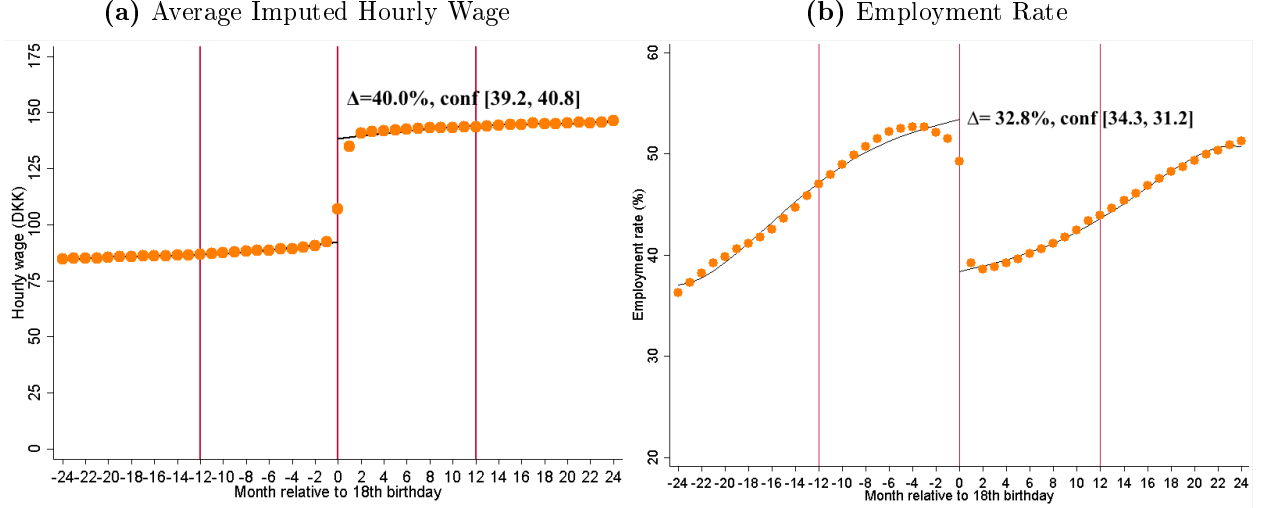 (a) Average Imputed Hourly Wage
175
150
125
100
75
50
25
0
Hourly wage (DKK)
Δ=40.0%, conf [39.2, 40.8]
-24 -22 -20 -18 -16 -14 -12 -10 -8 -6 -4 -2 0 2 4 6 8 10 12 14 16 18 20 22 24
Month relative to 18th birthday
(b) Employment Rate
60
50
40
30
20
Employment rate (%)
Δ= 32.8%, conf [34.3, 31.2]
-24 -22 -20 -18 -16 -14 -12 -10 -8 -6 -4 -2 0 2 4 6 8 10 12 14 16 18 20 22 24
Month relative to 18th birthday